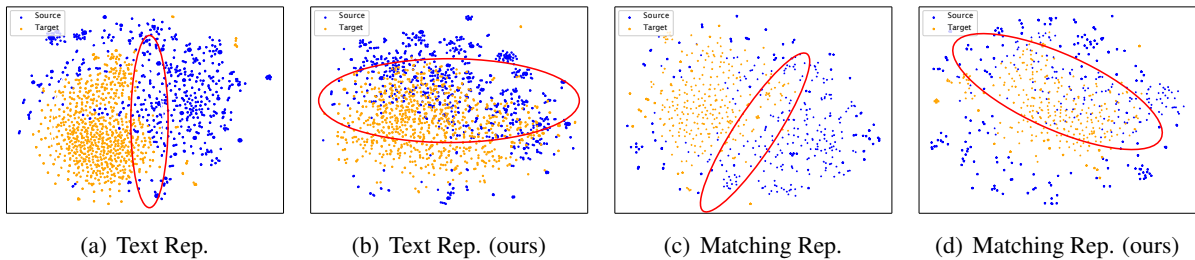 Source
Target
Source
Target
Source
Target
Source
Target
(a) Text Rep.
(b) Text Rep. (ours)
(c) Matching Rep.
(d) Matching Rep. (ours)